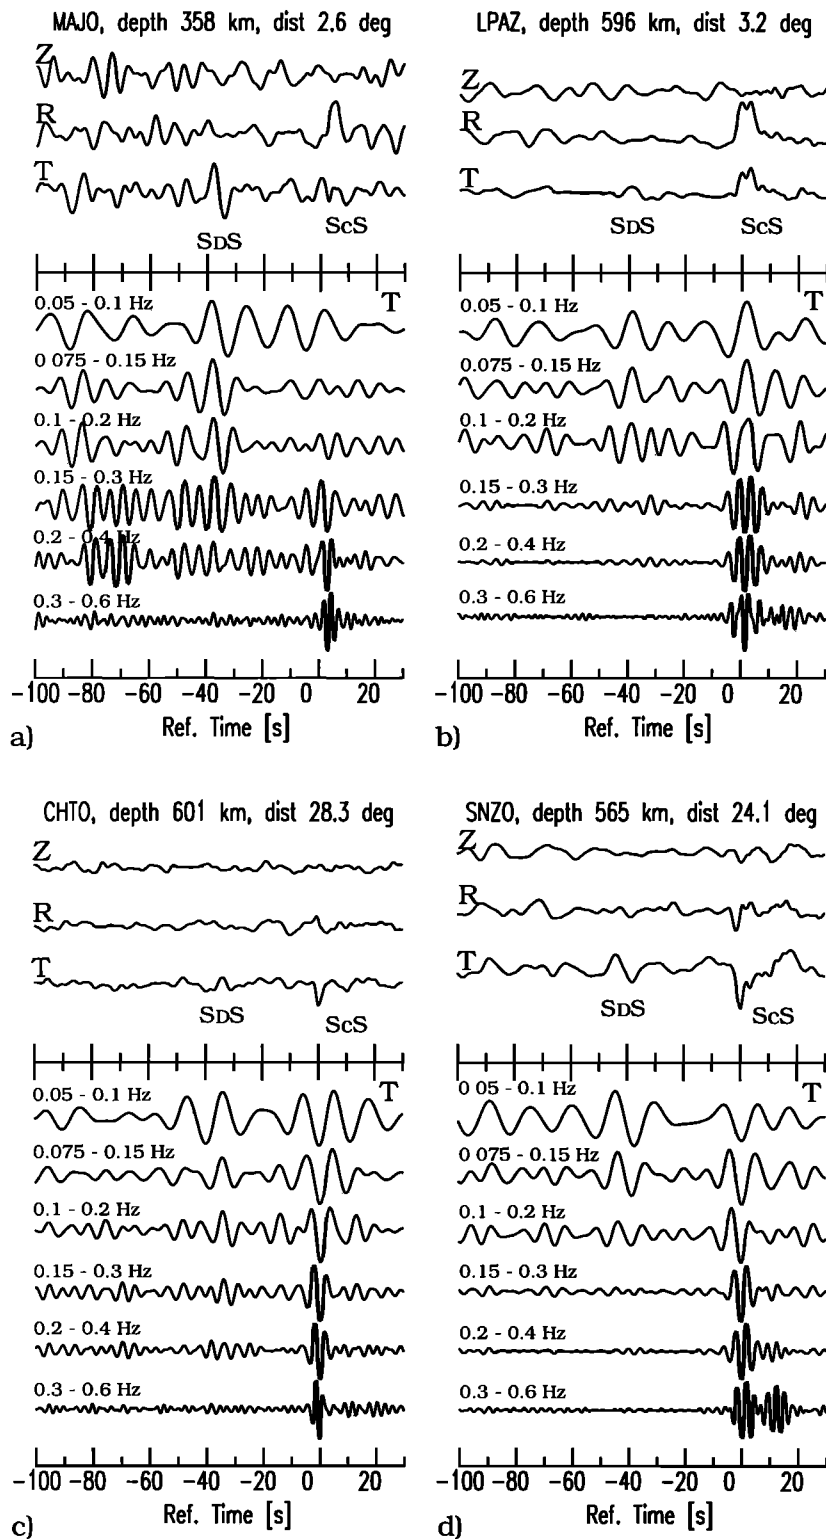 MAJO, depth 358 km, dist 2.6 deg
Z
R
T
SDS
ScS
T
0.05 - 0.1 Hz
0 075 - 0.15 Hz
0.1 - 0.2 Hz
0.15 - 0.3 Hz
0.2 - 0.4 Hz
0.3 - 0.6 Hz
-100 -80 -60 -40 -20 0 20
Ref. Time [s]
a)
LPAZ, depth 596 km, dist 3.2 deg
Z
R
T
SDS
ScS
T
0.05 - 0.1 Hz
0.075 - 0.15 Hz
0.1 - 0.2 Hz
0.15 - 0.3 Hz
0.2 - 0.4 Hz
0.3 - 0.6 Hz
-100 -80 -60 -40 -20 0 20
Ref. Time [s]
b)
CHTO, depth 601 km, dist 28.3 deg
Z
R
T
SDS
ScS
T
0.05 - 0.1 Hz
0.075 - 0.15 Hz
0.1 - 0.2 Hz
0.15 - 0.3 Hz
0.2 - 0.4 Hz
0.3 - 0.6 Hz
-100 -80 -60 -40 -20 0 20
Ref. Time [s]
c)
SNZO, depth 565 km, dist 24.1 deg
Z
R
T
SDS
ScS
T
0 05 - 0.1 Hz
0 075 - 0.15 Hz
0.1 - 0.2 Hz
0.15 - 0.3 Hz
0.2 - 0.4 Hz
0.3 - 0.6 Hz
-100 -80 -60 -40 -20 0 20
Ref. Time [s]
d)